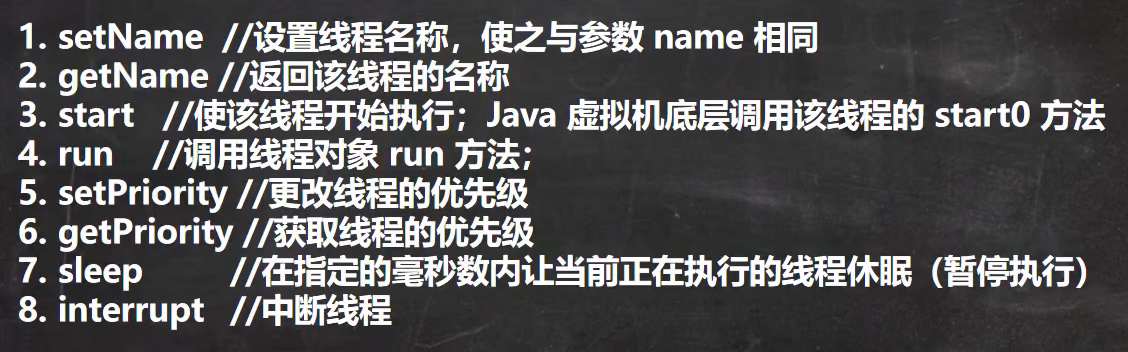 1. setName //设置线程名称，使之与参数 name 相同
2. getName //返回该线程的名称
3. start //使该线程开始执行；Java 虚拟机底层调用该线程的 start0 方法
4. run //调用线程对象 run 方法；
5. setPriority //更改线程的优先级
6. getPriority //获取线程的优先级
7. sleep //在指定的毫秒数内让当前正在执行的线程休眠（暂停执行）
8. interrupt //中断线程